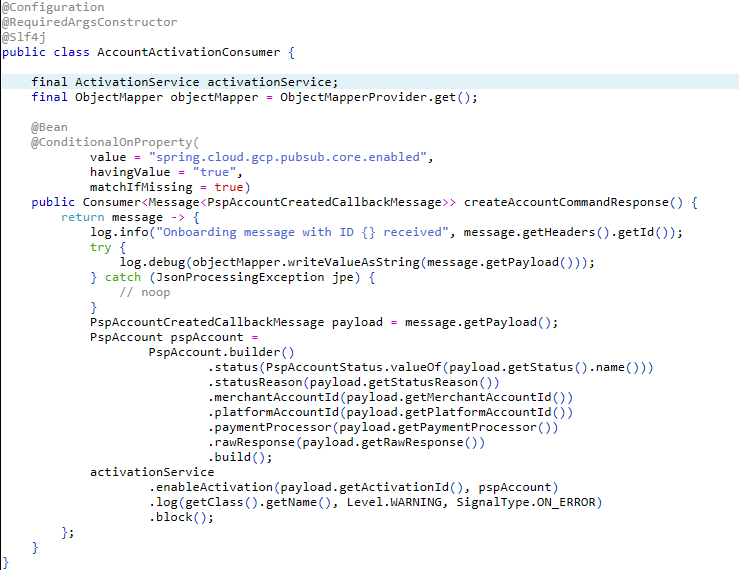 @Configuration
@RequiredArgsConstructor
@Slf4j
public class AccountActivationConsumer {

    final ActivationService activationService;
    final ObjectMapper objectMapper = ObjectMapperProvider.get();

    @Bean
    @ConditionalOnProperty(
            value = "spring.cloud.gcp.pubsub.core.enabled",
            havingValue = "true",
            matchIfMissing = true)
    public Consumer<Message<PspAccountCreatedCallbackMessage>> createAccountCommandResponse() {
        return message -> {
            log.info("Onboarding message with ID {} received", message.getHeaders().getId());
            try {
                log.debug(objectMapper.writeValueAsString(message.getPayload()));
            } catch (JsonProcessingException jpe) {
                // noop
            }
            PspAccountCreatedCallbackMessage payload = message.getPayload();
            PspAccount pspAccount =
                    PspAccount.builder()
                            .status(PspAccountStatus.valueOf(payload.getStatus().name()))
                            .statusReason(payload.getStatusReason())
                            .merchantAccountId(payload.getMerchantAccountId())
                            .platformAccountId(payload.getPlatformAccountId())
                            .paymentProcessor(payload.getPaymentProcessor())
                            .rawResponse(payload.getRawResponse())
                            .build();
            activationService
                    .enableActivation(payload.getActivationId(), pspAccount)
                    .log(getClass().getName(), Level.WARNING, SignalType.ON_ERROR)
                    .block();
        };
    }
}